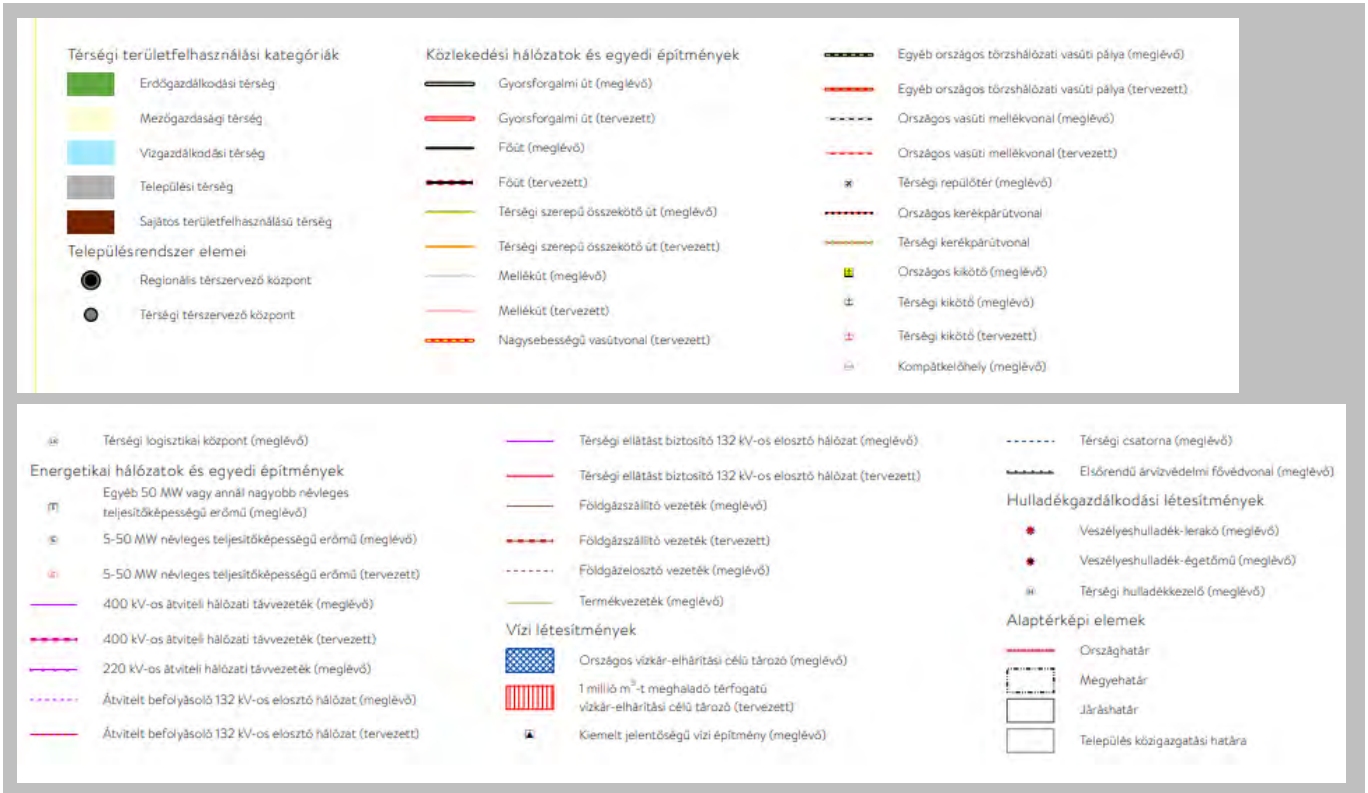 Térségi területfelhasználási kategóriák
Erdőgazdálkodási térség
Mezőgazdasági térség
Vízgazdálkodási térség
Települési térség
Sajátos területfelhasználású térség
Településrendszer elemei
Regionális térszervező központ
Térségi térszervező központ
Közlekedési hálózatok és egyedi építmények
Gyorsforgalmi út (meglévő)
Gyorsforgalmi út (tervezett)
Főút (meglévő)
Főút (tervezett)
Térségi szerepű összekötő út (meglévő)
Térségi szerepű összekötő út (tervezett)
Mellékút (meglévő)
Mellékút (tervezett)
Nagysebességű vasútvonal (tervezett)
Egyéb országos törzshálózati vasúti pálya (meglévő)
Egyéb országos törzshálózati vasúti pálya (tervezett)
Országos vasúti mellékvonal (meglévő)
Országos vasúti mellékvonal (tervezett)
Térségi repülőtér (meglévő)
Országos kerékpárútvonal
Térségi kerékpárútvonal
Országos kikötő (meglévő)
Térségi kikötő (meglévő)
Térségi kikötő (tervezett)
Kompátkelőhely (meglévő)
Térségi logisztikai központ (meglévő)
Energetikai hálózatok és egyedi építmények
Egyéb 50 MW vagy annál nagyobb névleges
teljesítőképességű erőmű (meglévő)
5-50 MW névleges teljesítőképességű erőmű (meglévő)
5-50 MW névleges teljesítőképességű erőmű (tervezett)
400 kV-os átviteli hálózati távvezeték (meglévő)
400 kV-os átviteli hálózati távvezeték (tervezett)
220 kV-os átviteli hálózati távvezeték (meglévő)
Átvitelt befolyásoló 132 kV-os elosztó hálózat (meglévő)
Átvitelt befolyásoló 132 kV-os elosztó hálózat (tervezett)
Térségi ellátást biztosító 132 kV-os elosztó hálózat (meglévő)
Térségi ellátást biztosító 132 kV-os elosztó hálózat (tervezett)
Földgázszállító vezeték (meglévő)
Földgázszállító vezeték (tervezett)
Földgázelosztó vezeték (meglévő)
Termékvezeték (meglévő)
Vízi létesítmények
Országos vízkár-elhárítási célú tározó (meglévő)
1 millió m³-t meghaladó térfogatú
vízkár-elhárítási célú tározó (tervezett)
Kiemelt jelentőségű vízi építmény (meglévő)
Térségi csatorna (meglévő)
Elsőrendű árvízvédelmi fővédvonal (meglévő)
Hulladékgazdálkodási létesítmények
Veszélyeshulladék-lerakó (meglévő)
Veszélyeshulladék-égetőmű (meglévő)
Térségi hulladékkezelő (meglévő)
Alaptérképi elemek
Országhatár
Megyehatár
Járáshatár
Település közigazgatási határa